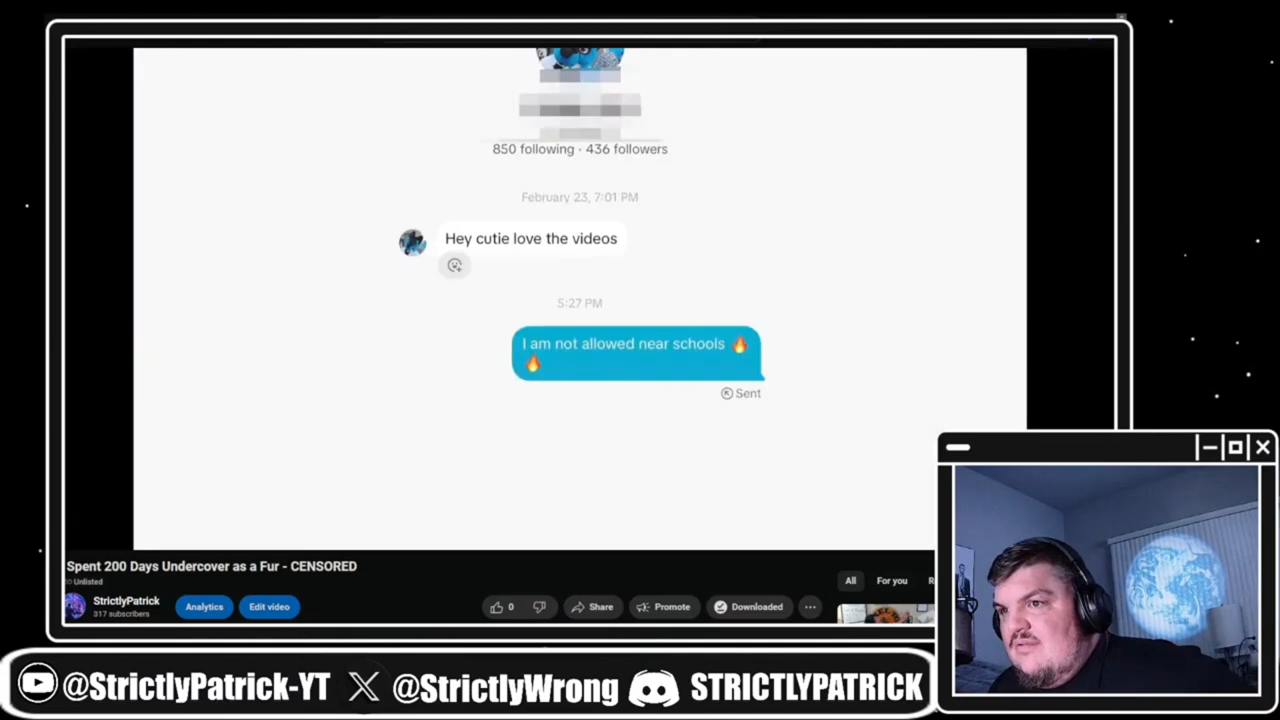 850 following · 436 followers
February 23, 7:01 PM
Hey cutie love the videos
5:27 PM
I am not allowed near schools 🔥
🔥
Sent
Spent 200 Days Undercover as a Fur - CENSORED
Unlisted
StrictlyPatrick
317 subscribers
Analytics
Edit video
0
Share
Promote
Downloaded
All
For you
@StrictlyPatrick-YT
@StrictlyWrong
STRICTLYPATRICK